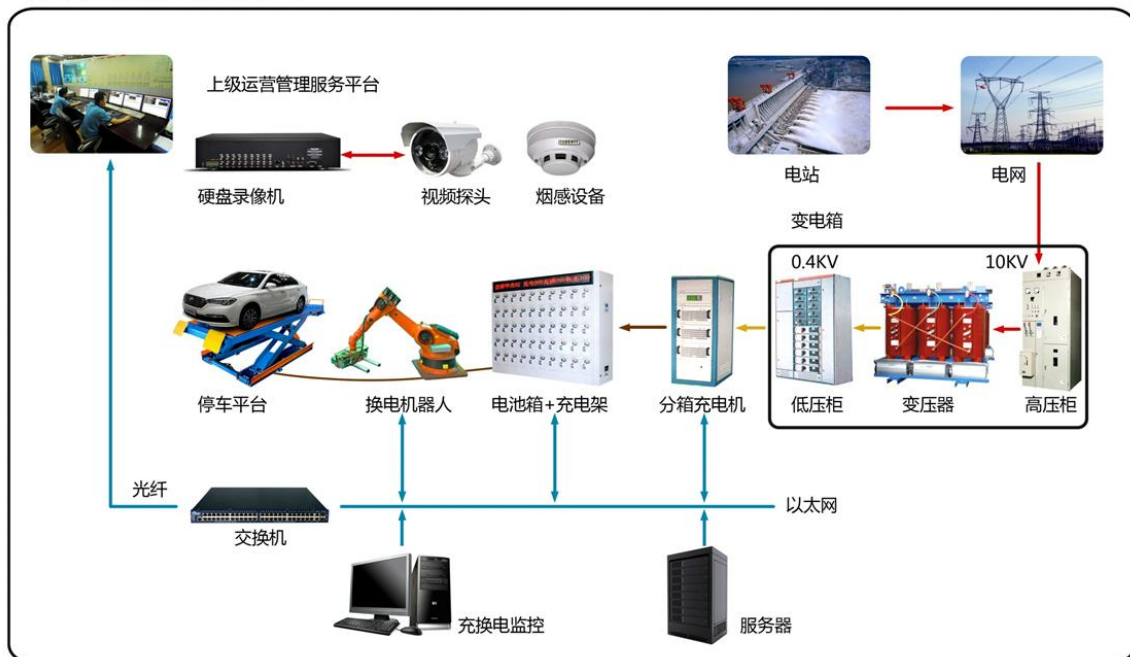 上级运营管理服务平台
硬盘录像机
视频探头
烟感设备
电站
电网
变电箱
0.4KV
10KV
停车平台
换电机器人
电池箱+充电架
分箱充电机
低压柜
变压器
高压柜
光纤
交换机
以太网
充换电监控
服务器